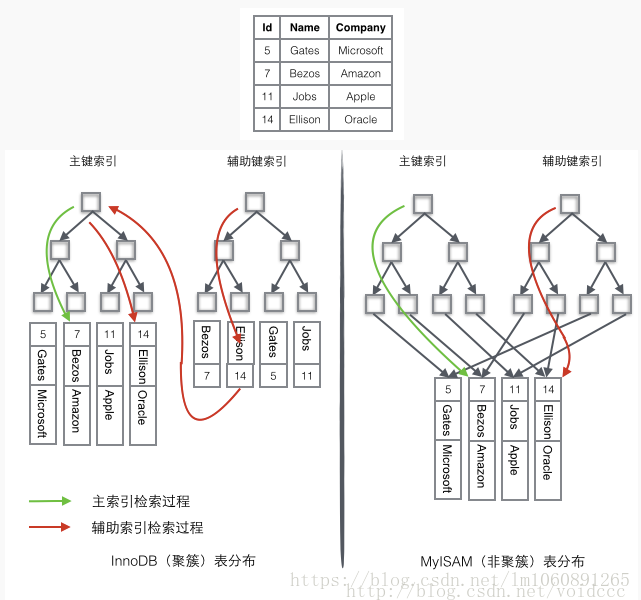 Id Name Company
5 Gates Microsoft
7 Bezos Amazon
11 Jobs Apple
14 Ellison Oracle
主键索引
辅助键索引
主键索引
辅助键索引
5 7 11 14
Gates Bezos Jobs Ellison
Microsoft Amazon Apple Oracle
Bezos Ellison Gates Jobs
7 14 5 11
5 7 11 14
Gates Bezos Jobs Ellison
Microsoft Amazon Apple Oracle
主索引检索过程
辅助索引检索过程
InnoDB（聚簇）表分布
MyISAM（非聚簇）表分布
https://blog.csdn.net/lm1060891265
http://blog.csdn.net/voidccc